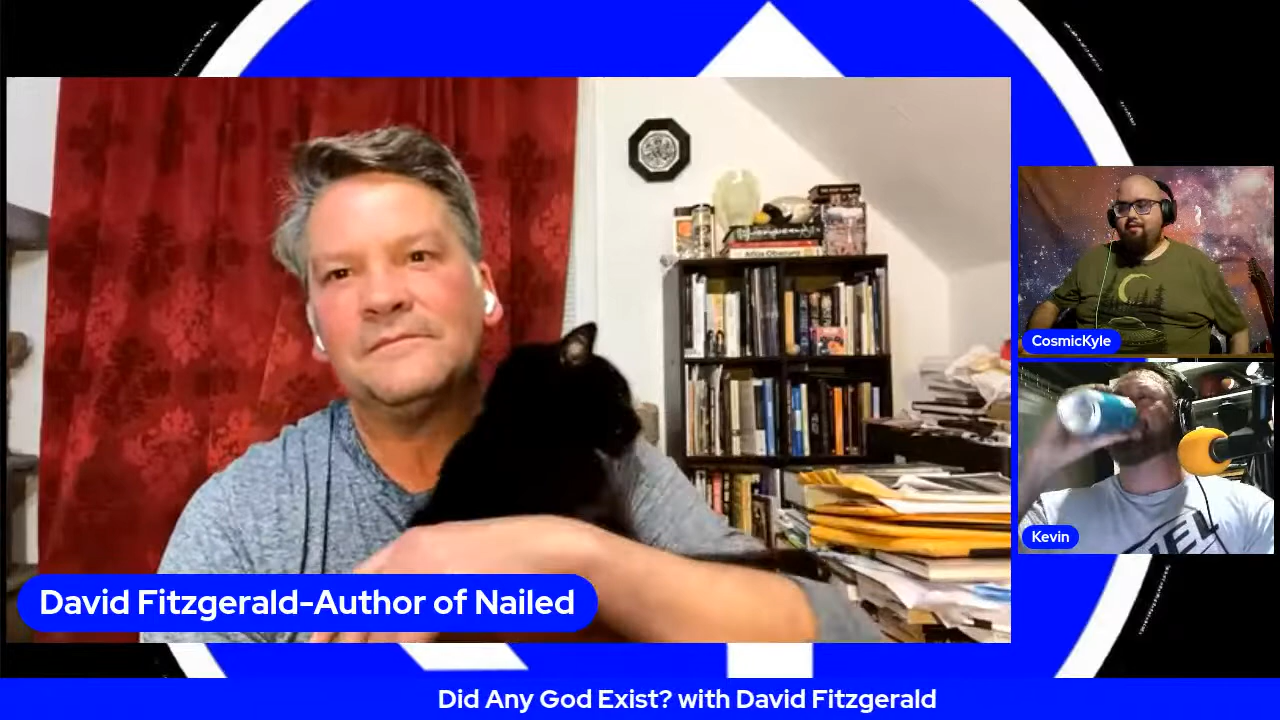 CosmicKyle
Kevin
David Fitzgerald-Author of Nailed
Did Any God Exist? with David Fitzgerald